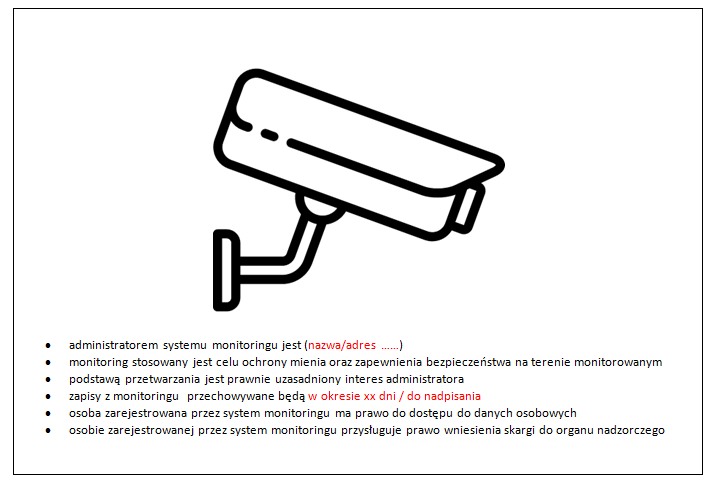 • administratorem systemu monitoringu jest (nazwa/adres ……)
• monitoring stosowany jest celu ochrony mienia oraz zapewnienia bezpieczeństwa na terenie monitorowanym
• podstawą przetwarzania jest prawnie uzasadniony interes administratora
• zapisy z monitoringu przechowywane będą w okresie xx dni / do nadpisania
• osoba zarejestrowana przez system monitoringu ma prawo do dostępu do danych osobowych
• osobie zarejestrowanej przez system monitoringu przysługuje prawo wniesienia skargi do organu nadzorczego